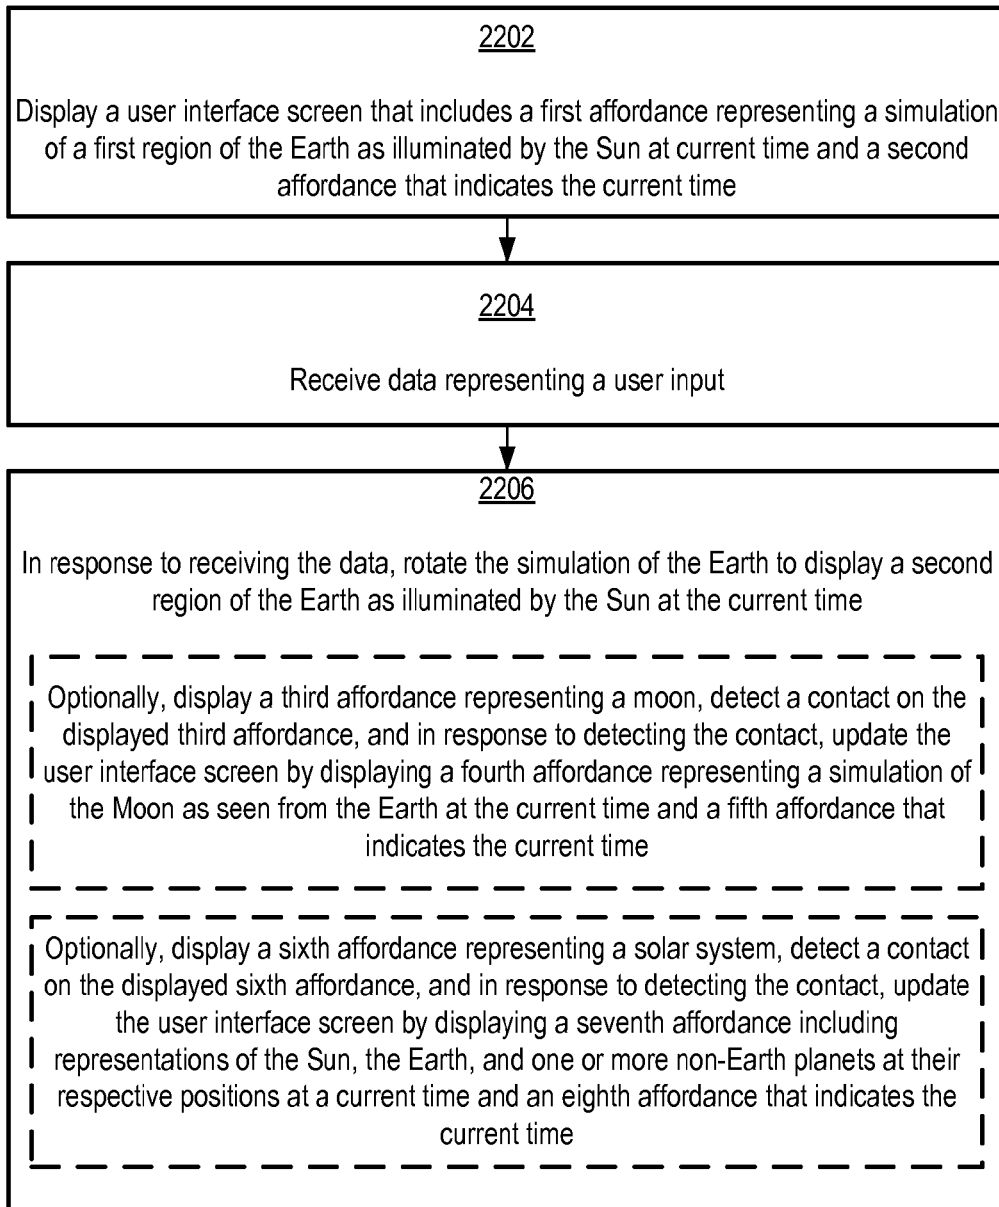 2202
Display a user interface screen that includes a first affordance representing a simulation
of a first region of the Earth as illuminated by the Sun at current time and a second
affordance that indicates the current time
2204
Receive data representing a user input
2206
In response to receiving the data, rotate the simulation of the Earth to display a second
region of the Earth as illuminated by the Sun at the current time
Optionally, display a third affordance representing a moon, detect a contact on the
displayed third affordance, and in response to detecting the contact, update the
user interface screen by displaying a fourth affordance representing a simulation of
the Moon as seen from the Earth at the current time and a fifth affordance that
indicates the current time
Optionally, display a sixth affordance representing a solar system, detect a contact
on the displayed sixth affordance, and in response to detecting the contact, update
the user interface screen by displaying a seventh affordance including
representations of the Sun, the Earth, and one or more non-Earth planets at their
respective positions at a current time and an eighth affordance that indicates the
current time